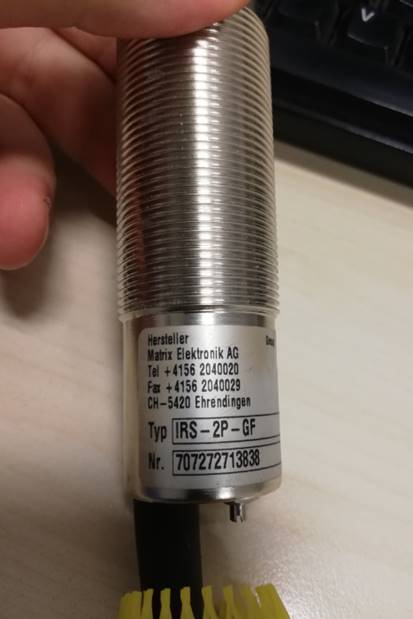 Hersteller
Matrix Elektronik AG
Tel +4156 2040020
Fax +4156 2040029
CH-5420 Ehrendingen
Typ IRS-2P-GF
Nr. 707272713838